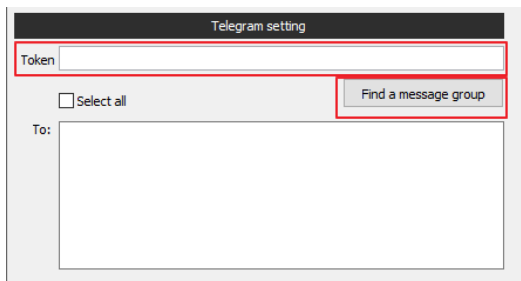 Telegram setting
Token
Select all
Find a message group
To: